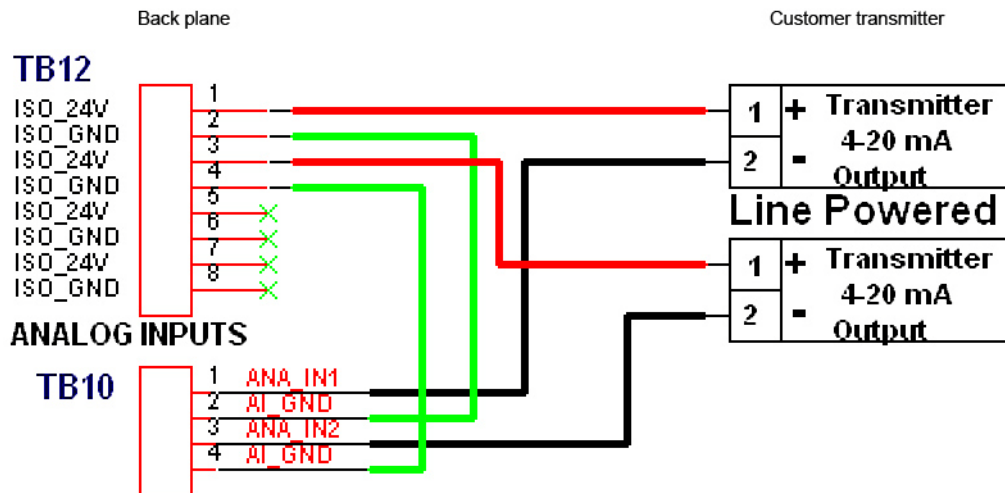 Back plane
Customer transmitter
TB12
1
ISO_24V
2
ISO_GND
3
ISO_24V
4
ISO_GND
5
ISO_24V
6
ISO_GND
7
ISO_24V
8
ISO_GND
ANALOG INPUTS
TB10
1 ANA_IN1
2 AI_GND
3 ANA_IN2
4 AI_GND
1 + Transmitter
4-20 mA
2 - Output
Line Powered
1 + Transmitter
4-20 mA
2 - Output